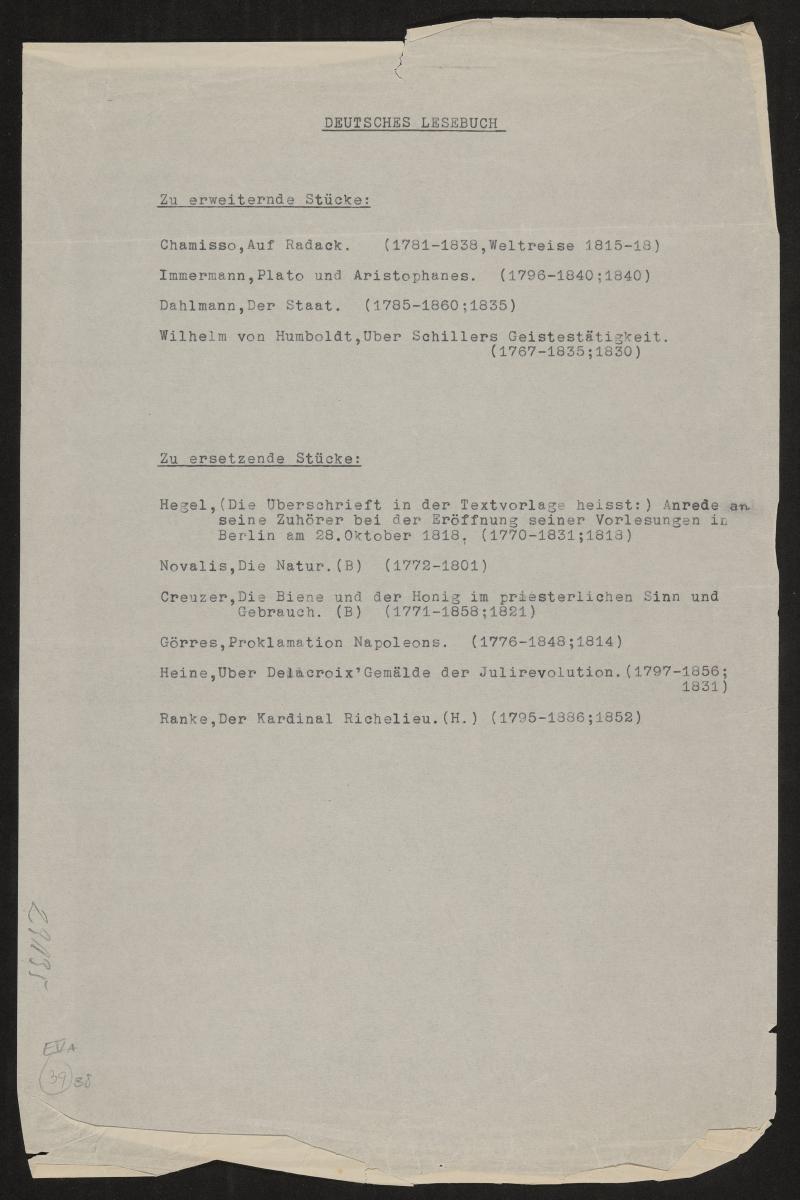 DEUTSCHES LESEBUCH
Zu erweiternde Stücke:
Chamisso,Auf Radack. (1781-1838,Weltreise 1815-18)
Immermann,Plato und Aristophanes. (1796-1840;1840)
Dahlmann,Der Staat. (1785-1860;1835)
Wilhelm von Humboldt,Uber Schillers Geistestätigkeit.
(1767-1835;1830)
Zu ersetzende Stücke:
Hegel,(Die Uberschrieft in der Textvorlage heisst:) Anrede an
seine Zuhörer bei der Eröffnung seiner Vorlesungen in
Berlin am 28.Oktober 1818. (1770-1831;1818)
Novalis,Die Natur.(B) (1772-1801)
Creuzer,Die Biene und der Honig im priesterlichen Sinn und
Gebrauch. (B) (1771-1858;1821)
Görres,Proklamation Napoleons. (1776-1848;1814)
Heine,Uber Delacroix'Gemälde der Julirevolution.(1797-1856;
1831)
Ranke,Der Kardinal Richelieu.(H.) (1795-1886;1852)
39 38